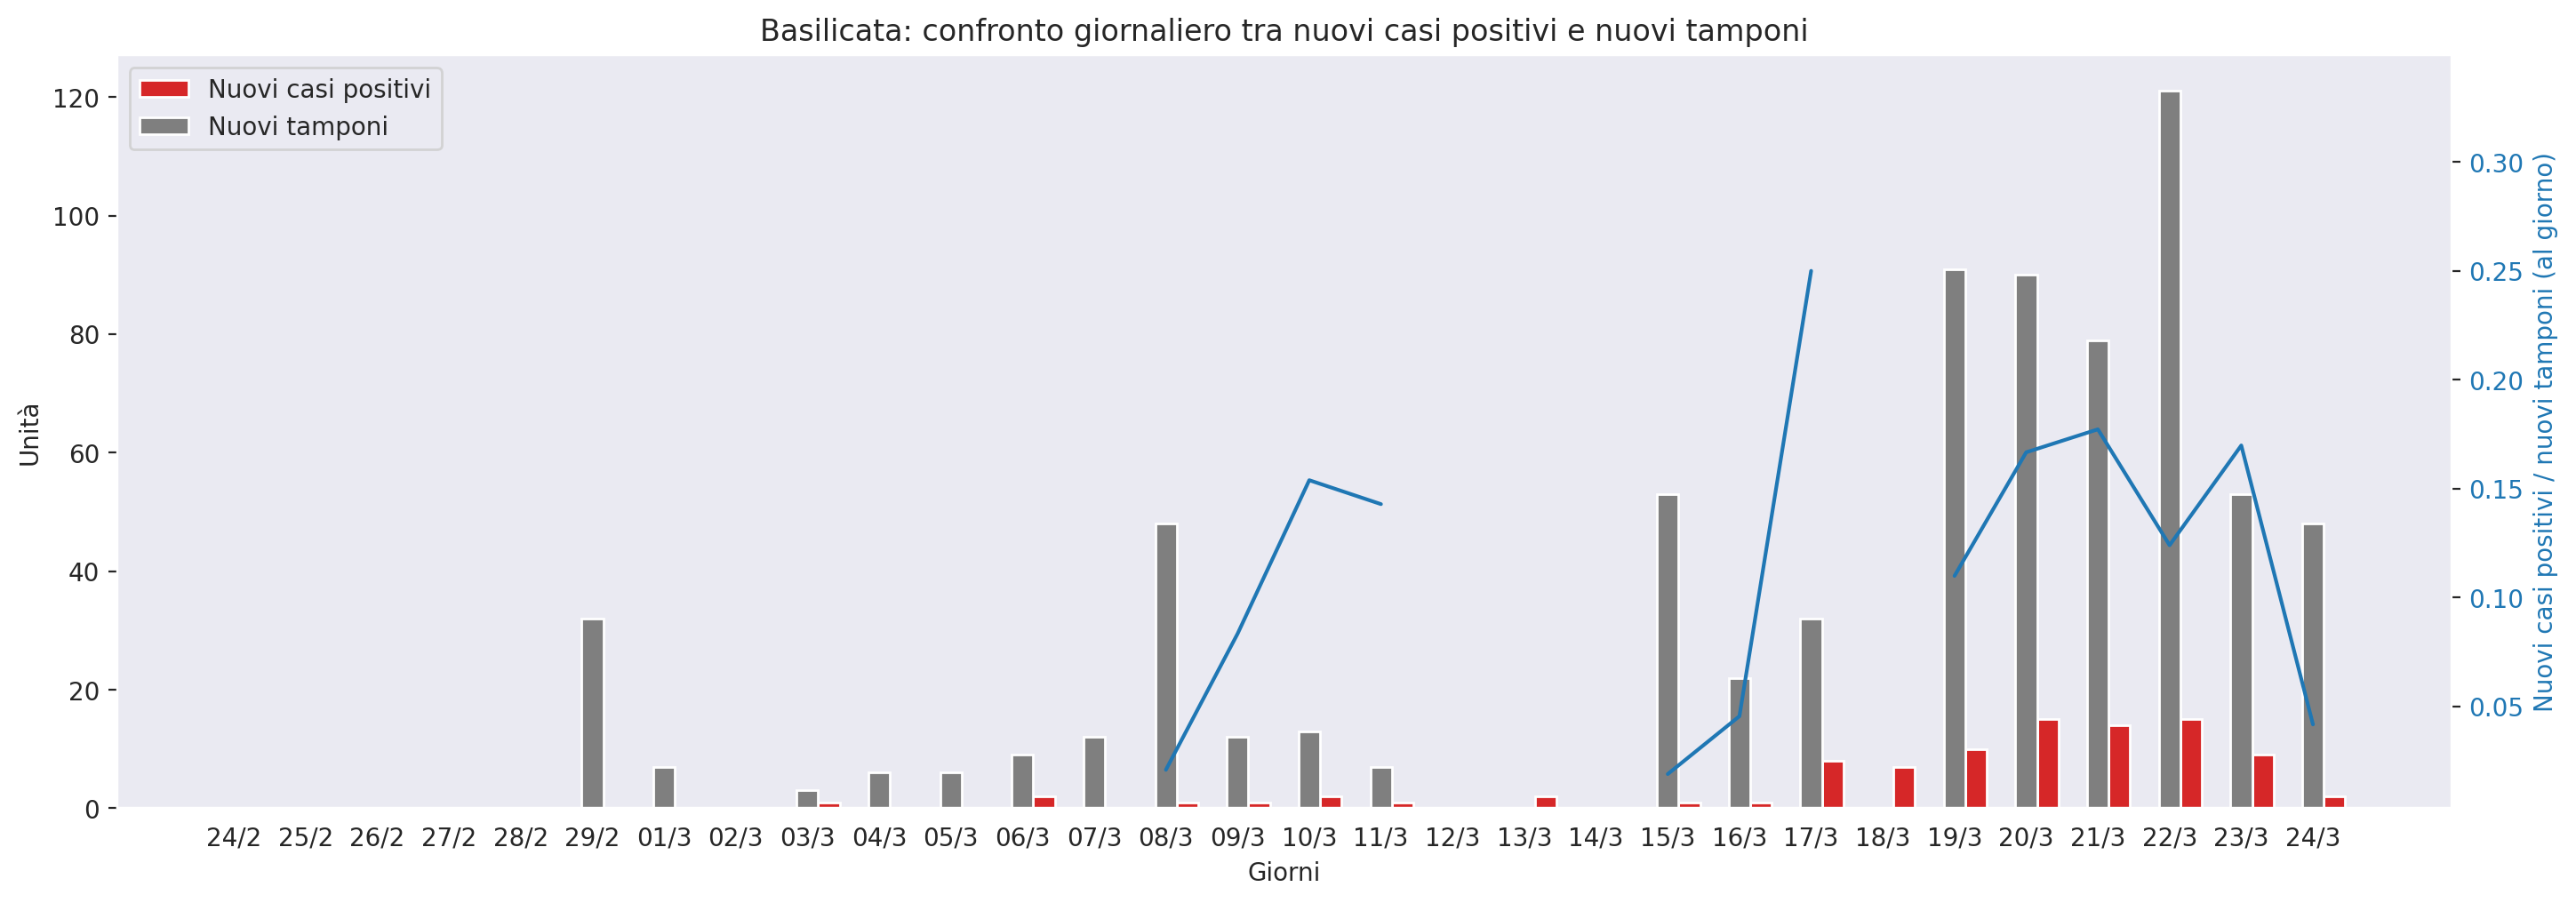 Basilicata: confronto giornaliero tra nuovi casi positivi e nuovi tamponi
Nuovi casi positivi
Nuovi tamponi
120
100
80
60
40
20
0
Unità
0.30
0.25
0.20
0.15
0.10
0.05
Nuovi casi positivi / nuovi tamponi (al giorno)
24/2 25/2 26/2 27/2 28/2 29/2 01/3 02/3 03/3 04/3 05/3 06/3 07/3 08/3 09/3 10/3 11/3 12/3 13/3 14/3 15/3 16/3 17/3 18/3 19/3 20/3 21/3 22/3 23/3 24/3
Giorni